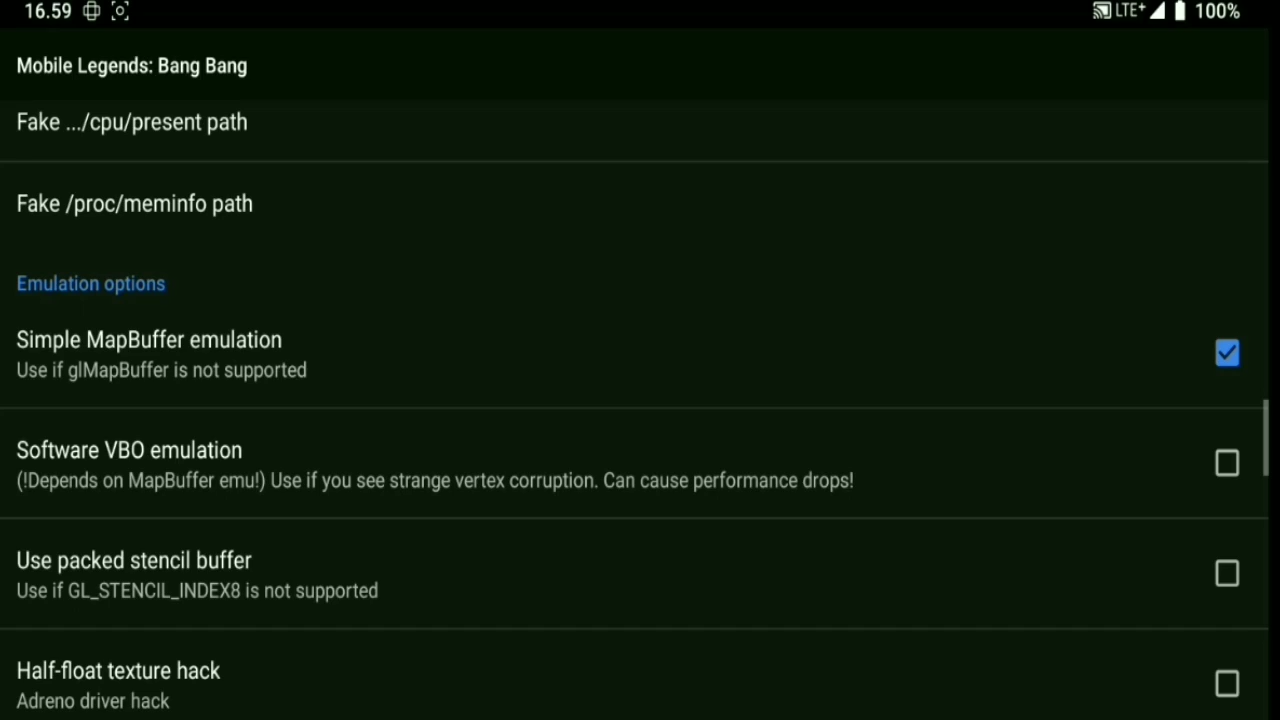 16.59 LTE+ 100%
Mobile Legends: Bang Bang
Fake .../cpu/present path
Fake /proc/meminfo path
Emulation options
Simple MapBuffer emulation
Use if glMapBuffer is not supported
Software VBO emulation
(!Depends on MapBuffer emu!) Use if you see strange vertex corruption. Can cause performance drops!
Use packed stencil buffer
Use if GL_STENCIL_INDEX8 is not supported
Half-float texture hack
Adreno driver hack